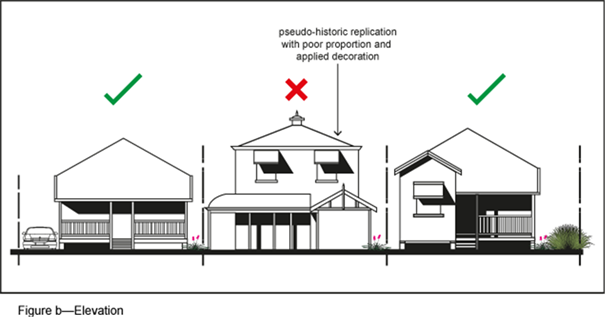 pseudo-historic replication
with poor proportion and
applied decoration
Figure b—Elevation